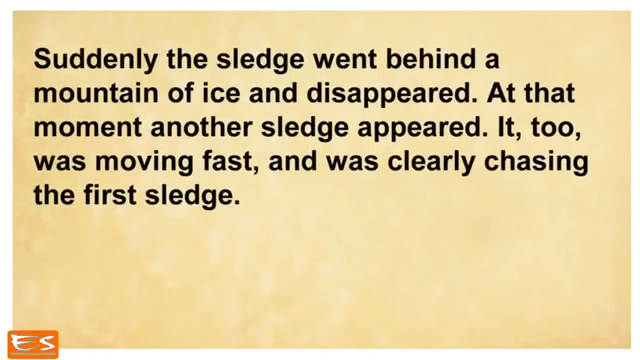 Suddenly the sledge went behind a
mountain of ice and disappeared. At that
moment another sledge appeared. It, too,
was moving fast, and was clearly chasing
the first sledge.
ES